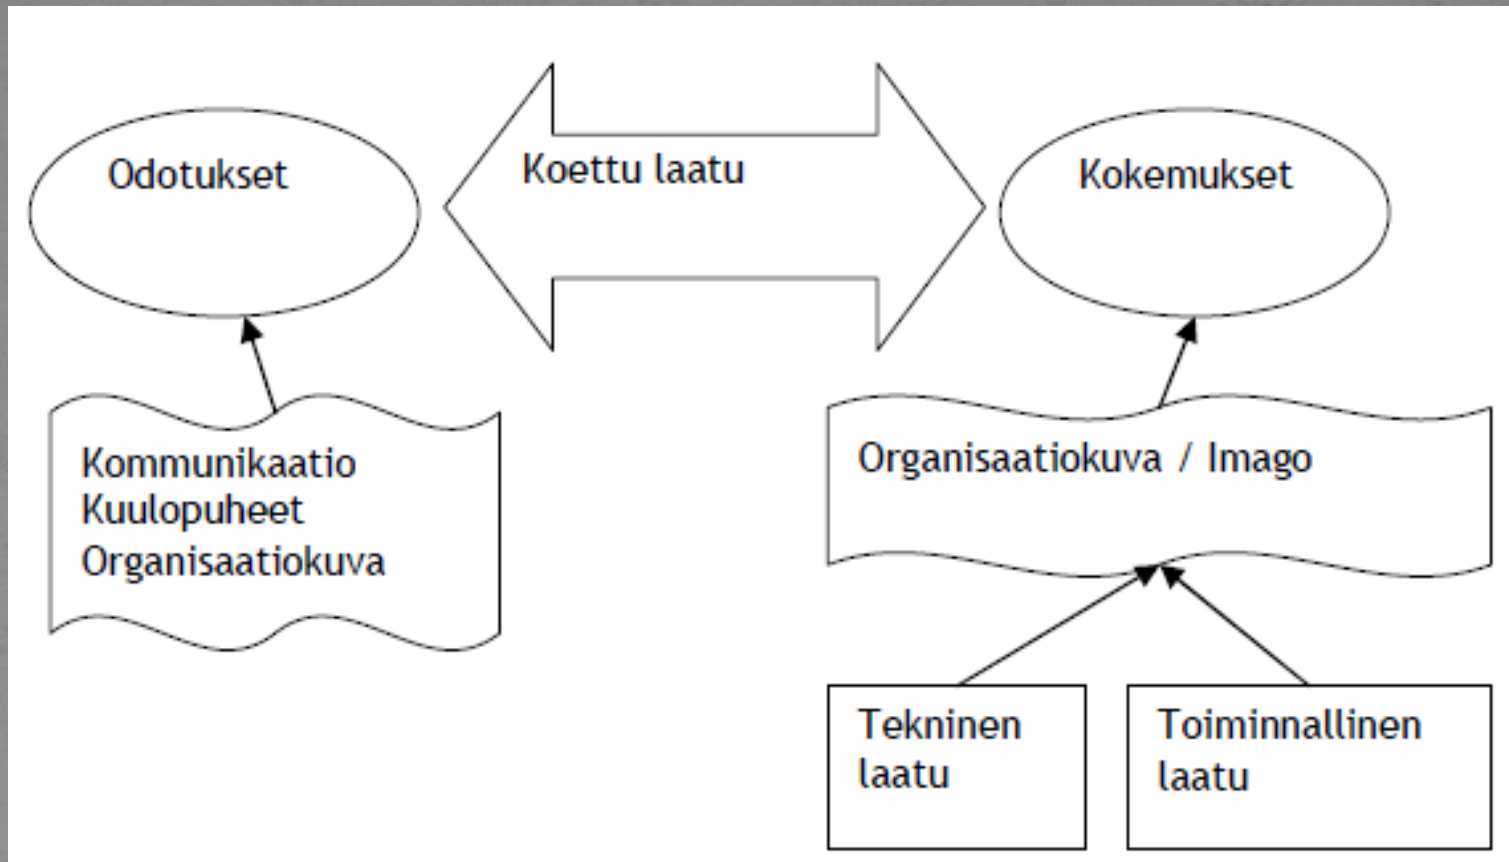 Odotukset
Koettu laatu
Kokemukset
Kommunikaatio
Kuulopuheet
Organisaatiokuva
Organisaatiokuva / Imago
Tekninen
laatu
Toiminnallinen
laatu